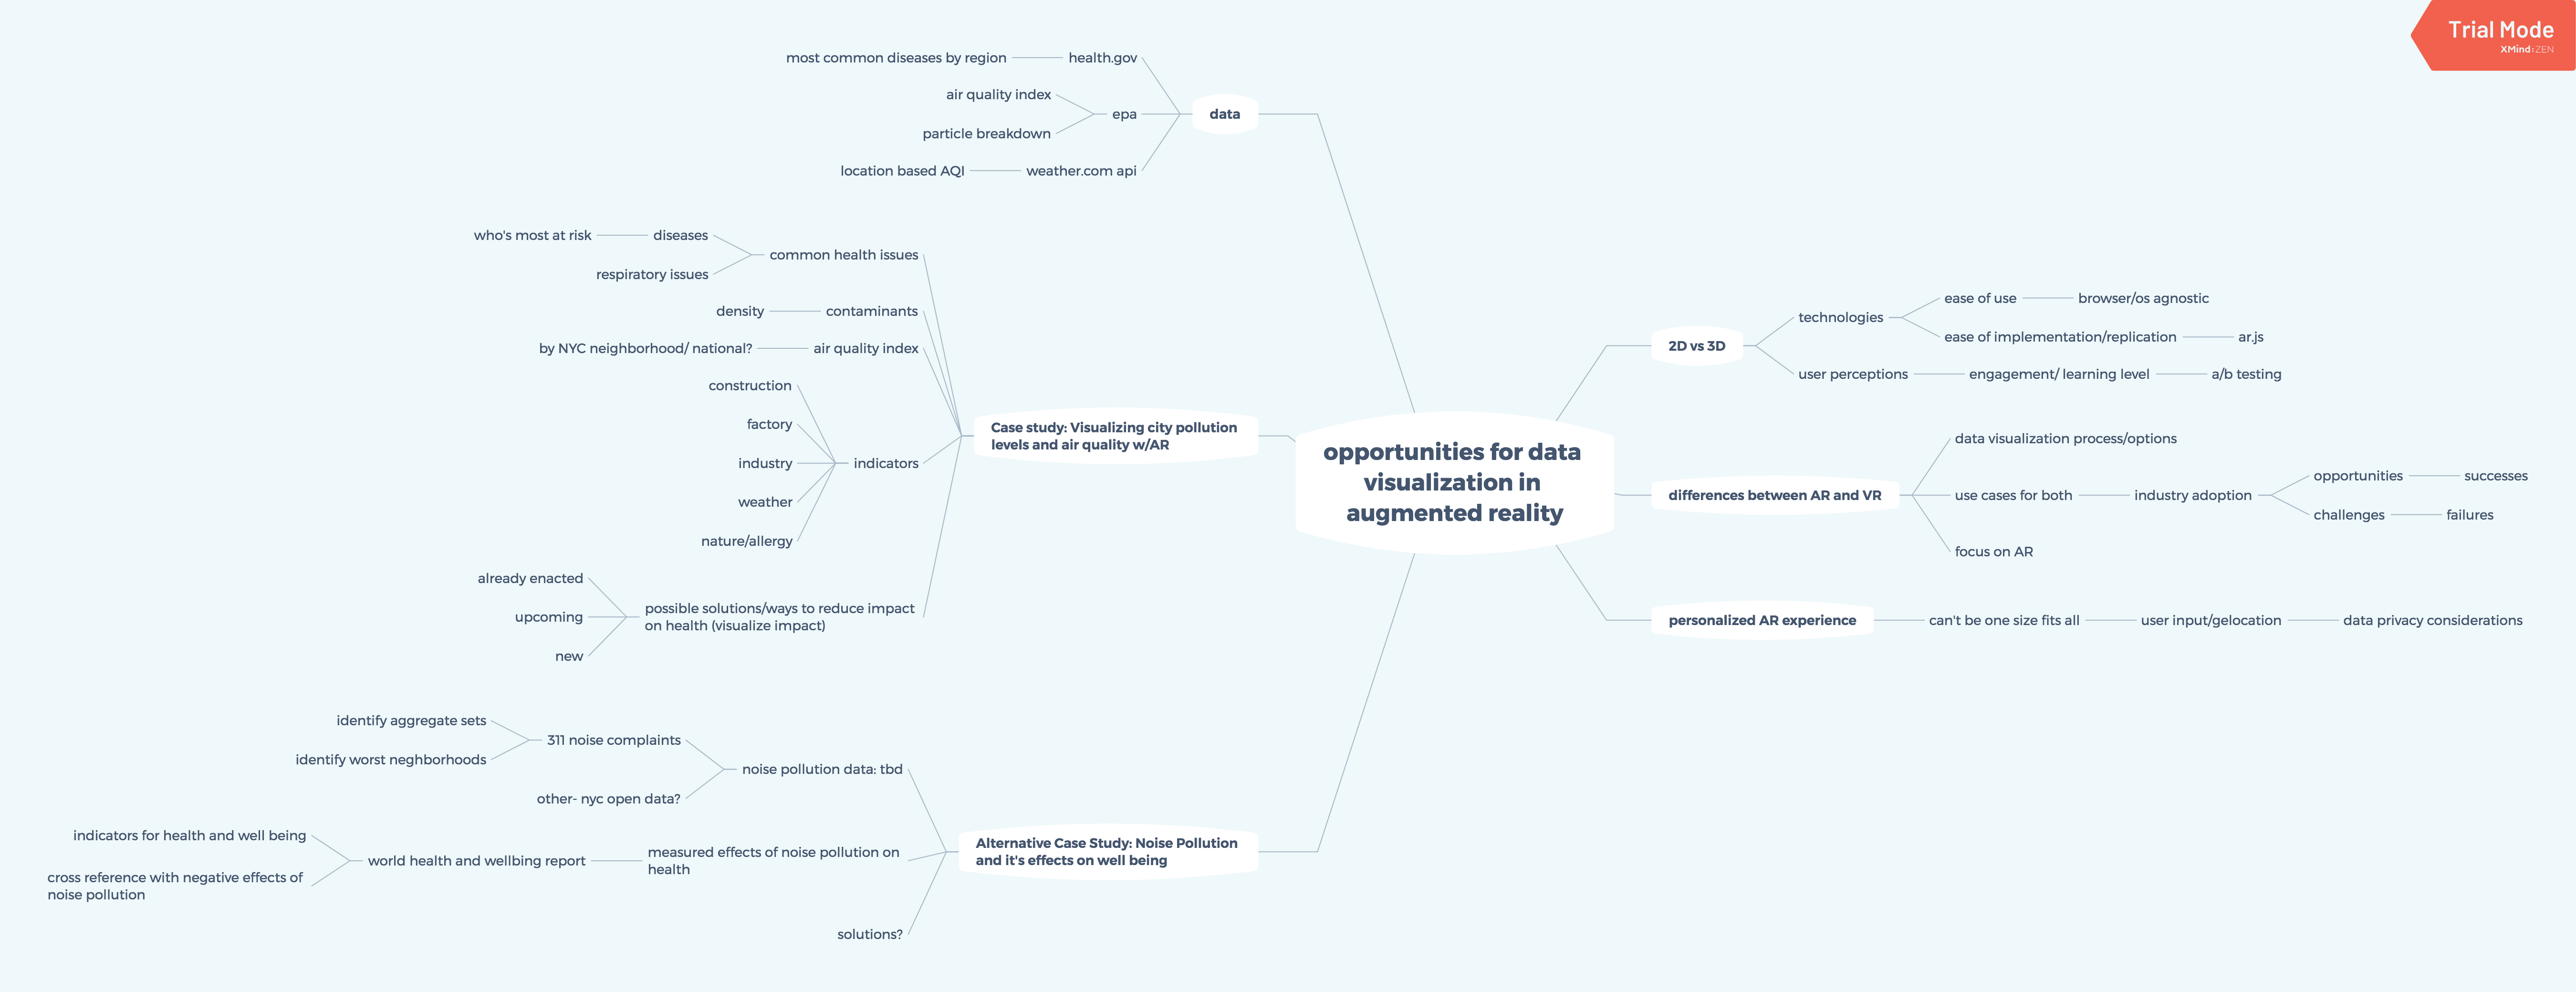 Trial Mode
XMind:ZEN
opportunities for data
visualization in
augmented reality
2D vs 3D
technologies
ease of use
browser/os agnostic
ease of implementation/replication
ar.js
user perceptions
engagement/ learning level
a/b testing
differences between AR and VR
data visualization process/options
use cases for both
industry adoption
opportunities
successes
challenges
failures
focus on AR
personalized AR experience
can't be one size fits all
user input/gelocation
data privacy considerations
data
health.gov
most common diseases by region
epa
air quality index
particle breakdown
weather.com api
location based AQI
Case study: Visualizing city pollution
levels and air quality w/AR
common health issues
diseases
who's most at risk
respiratory issues
contaminants
density
air quality index
by NYC neighborhood/ national?
indicators
construction
factory
industry
weather
nature/allergy
possible solutions/ways to reduce impact
on health (visualize impact)
already enacted
upcoming
new
Alternative Case Study: Noise Pollution
and it's effects on well being
noise pollution data: tbd
311 noise complaints
identify aggregate sets
identify worst neghborhoods
other- nyc open data?
measured effects of noise pollution on
health
world health and wellbing report
indicators for health and well being
cross reference with negative effects of
noise pollution
solutions?